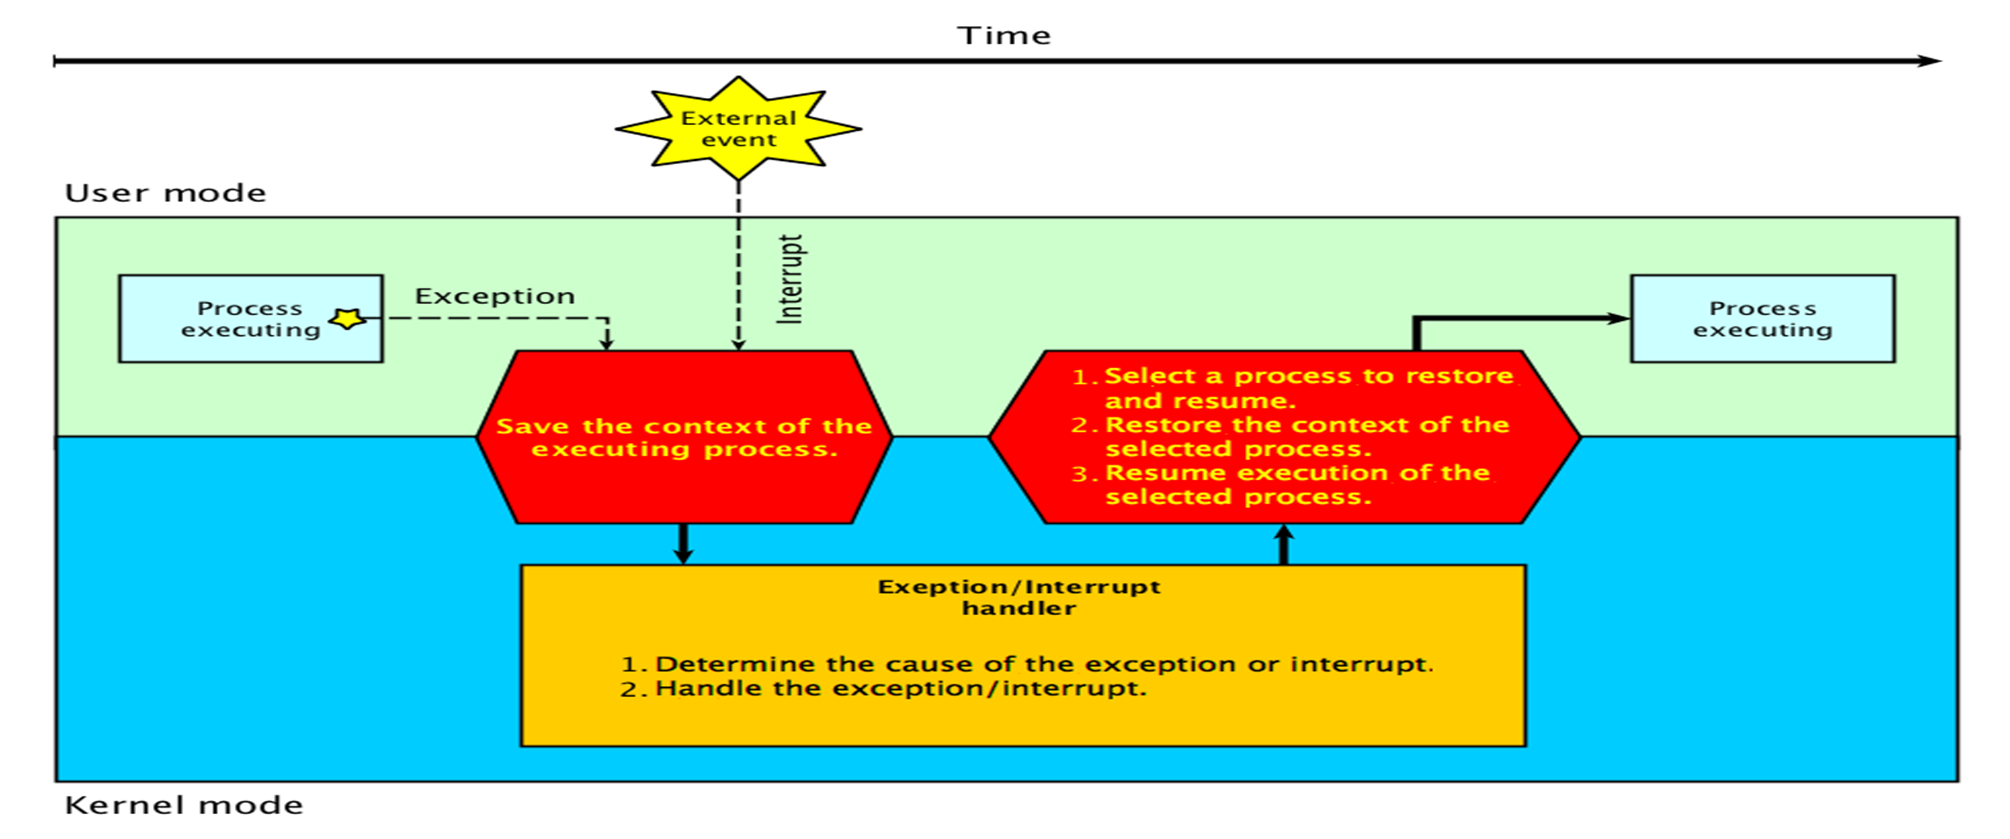 Time
External
event
User mode
Interrupt
Exception
Process
executing
Process
executing
Save the context of the
executing process.
1. Select a process to restore
and resume.
2. Restore the context of the
selected process.
3. Resume execution of the
selected process.
Exeption/Interrupt
handler
1. Determine the cause of the exception or interrupt.
2. Handle the exception/interrupt.
Kernel mode